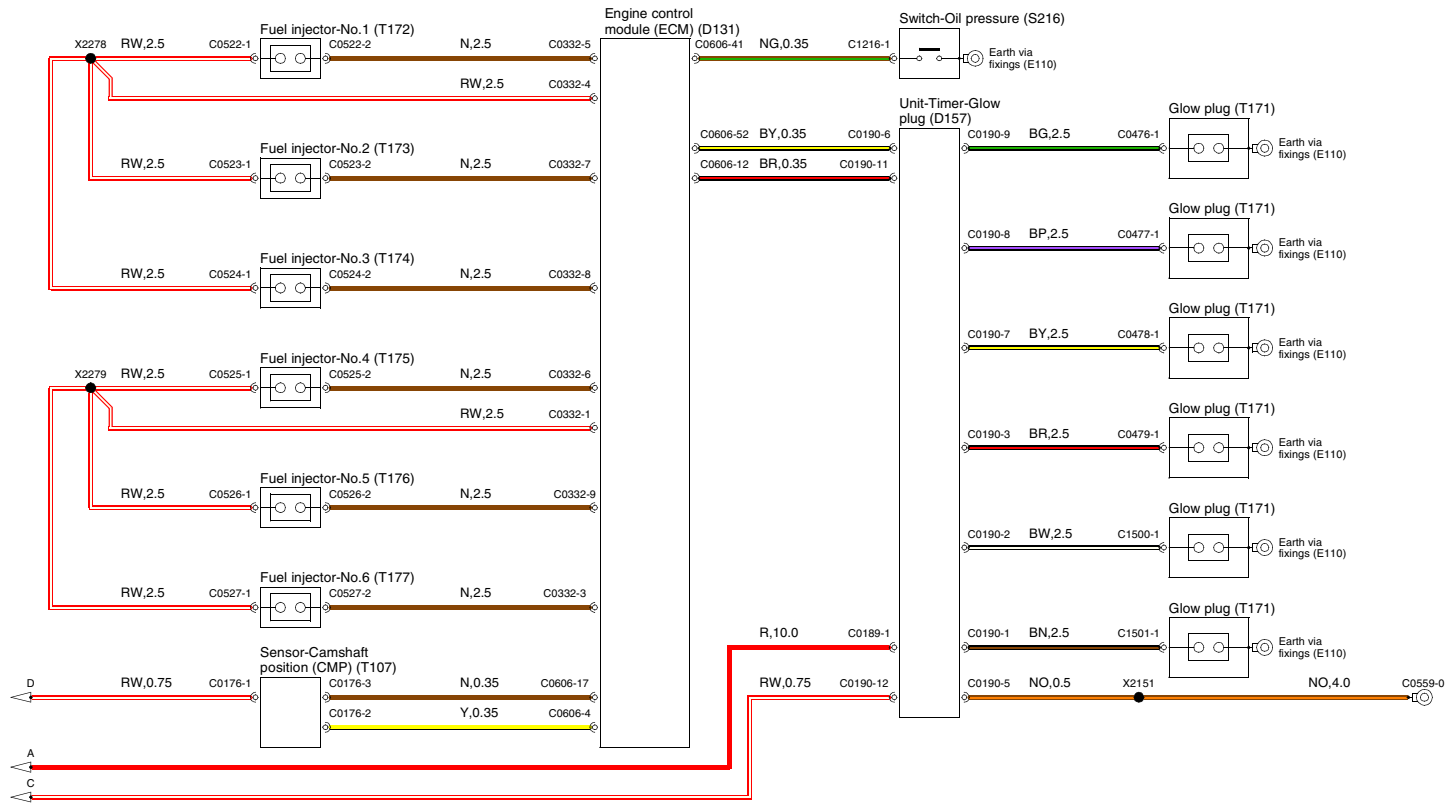 Fuel injector-No.1 (T172)
X2278
RW,2.5
C0522-1
C0522-2
N,2.5
C0332-5
RW,2.5
C0332-4
Fuel injector-No.2 (T173)
RW,2.5
C0523-1
C0523-2
N,2.5
C0332-7
Fuel injector-No.3 (T174)
RW,2.5
C0524-1
C0524-2
N,2.5
C0332-8
Fuel injector-No.4 (T175)
X2279
RW,2.5
C0525-1
C0525-2
N,2.5
C0332-6
RW,2.5
C0332-1
Fuel injector-No.5 (T176)
RW,2.5
C0526-1
C0526-2
N,2.5
C0332-9
Fuel injector-No.6 (T177)
RW,2.5
C0527-1
C0527-2
N,2.5
C0332-3
Sensor-Camshaft
position (CMP) (T107)
D
RW,0.75
C0176-1
C0176-3
N,0.35
C0606-17
C0176-2
Y,0.35
C0606-4
A
C
Engine control
module (ECM) (D131)
C0606-41
NG,0.35
C1216-1
Switch-Oil pressure (S216)
Earth via
fixings (E110)
C0606-52
BY,0.35
C0190-6
C0606-12
BR,0.35
C0190-11
R,10.0
C0189-1
RW,0.75
C0190-12
Unit-Timer-Glow
plug (D157)
Glow plug (T171)
C0190-9
BG,2.5
C0476-1
Earth via
fixings (E110)
Glow plug (T171)
C0190-8
BP,2.5
C0477-1
Earth via
fixings (E110)
Glow plug (T171)
C0190-7
BY,2.5
C0478-1
Earth via
fixings (E110)
Glow plug (T171)
C0190-3
BR,2.5
C0479-1
Earth via
fixings (E110)
Glow plug (T171)
C0190-2
BW,2.5
C1500-1
Earth via
fixings (E110)
Glow plug (T171)
C0190-1
BN,2.5
C1501-1
Earth via
fixings (E110)
C0190-5
NO,0.5
X2151
NO,4.0
C0559-0